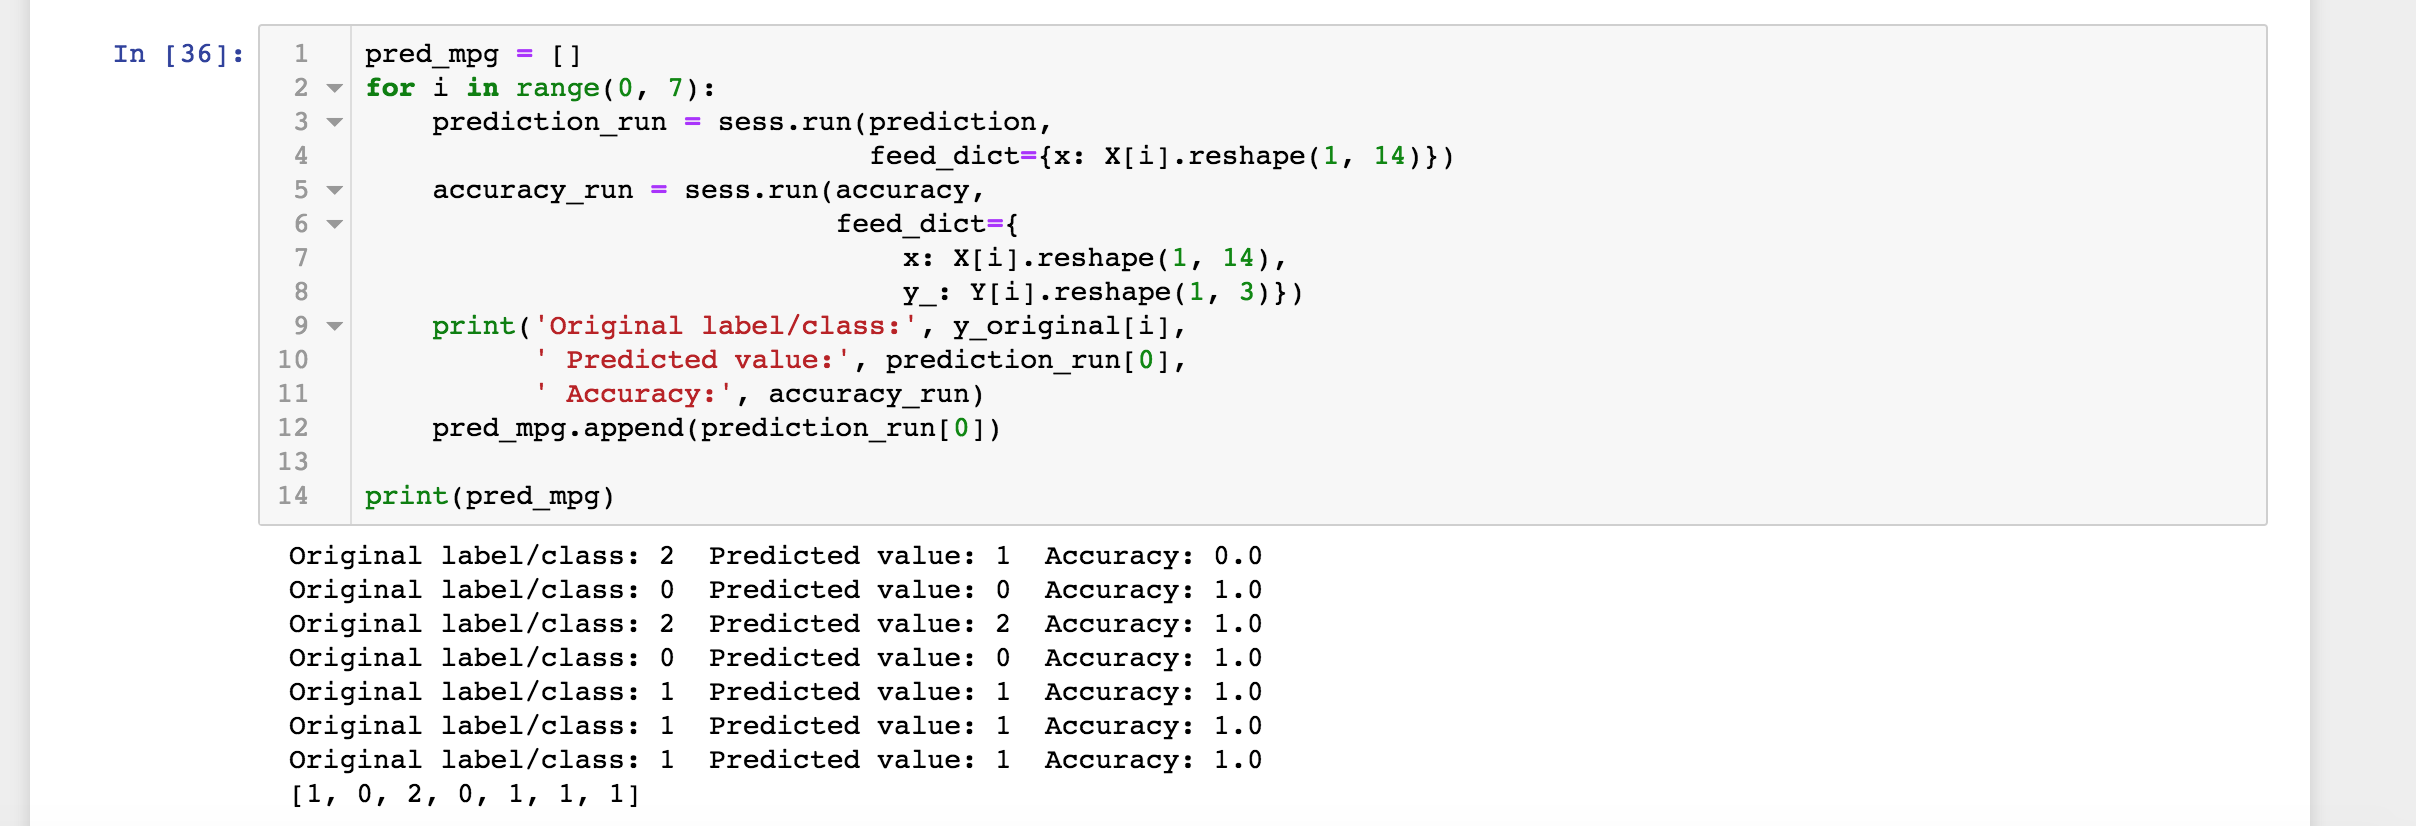 In [36]:
1 pred_mpg = []
2 for i in range(0, 7):
3     prediction_run = sess.run(prediction,
4                               feed_dict={x: X[i].reshape(1, 14)})
5     accuracy_run = sess.run(accuracy,
6                             feed_dict={
7                                 x: X[i].reshape(1, 14),
8                                 y_: Y[i].reshape(1, 3)})
9     print('Original label/class:', y_original[i],
10           ' Predicted value:', prediction_run[0],
11           ' Accuracy:', accuracy_run)
12     pred_mpg.append(prediction_run[0])
13
14 print(pred_mpg)
Original label/class: 2  Predicted value: 1  Accuracy: 0.0
Original label/class: 0  Predicted value: 0  Accuracy: 1.0
Original label/class: 2  Predicted value: 2  Accuracy: 1.0
Original label/class: 0  Predicted value: 0  Accuracy: 1.0
Original label/class: 1  Predicted value: 1  Accuracy: 1.0
Original label/class: 1  Predicted value: 1  Accuracy: 1.0
Original label/class: 1  Predicted value: 1  Accuracy: 1.0
[1, 0, 2, 0, 1, 1, 1]